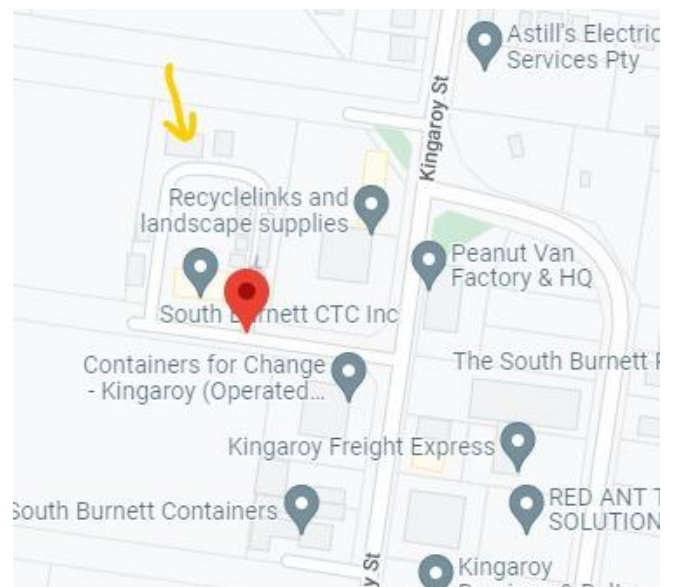 Astill's Electric
Services Pty
Kingaroy St
Recyclelinks and
landscape supplies
Peanut Van
Factory & HQ
South Burnett CTC Inc
Containers for Change
- Kingaroy (Operated...
The South Burnett
Kingaroy Freight Express
South Burnett Containers
RED ANT T
SOLUTION
y St
Kingaroy